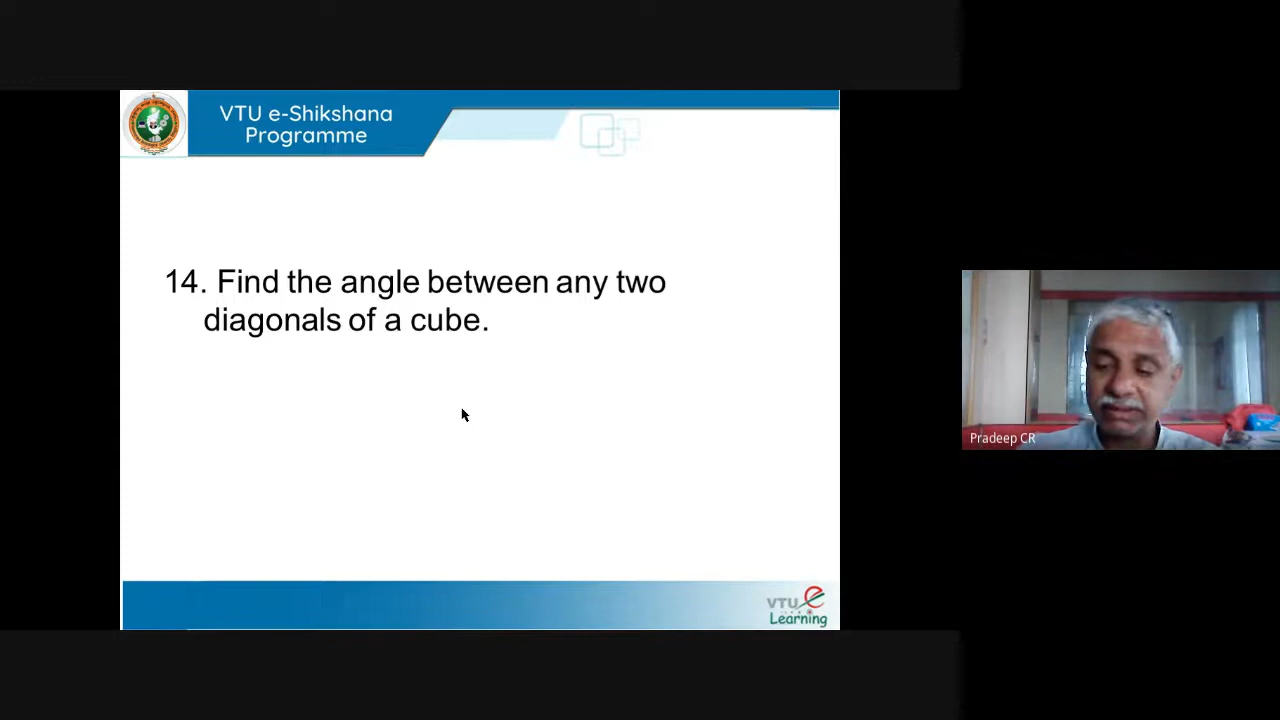 VTU e-Shikshana
Programme
14. Find the angle between any two
diagonals of a cube.
Pradeep CR
VTU e
Learning